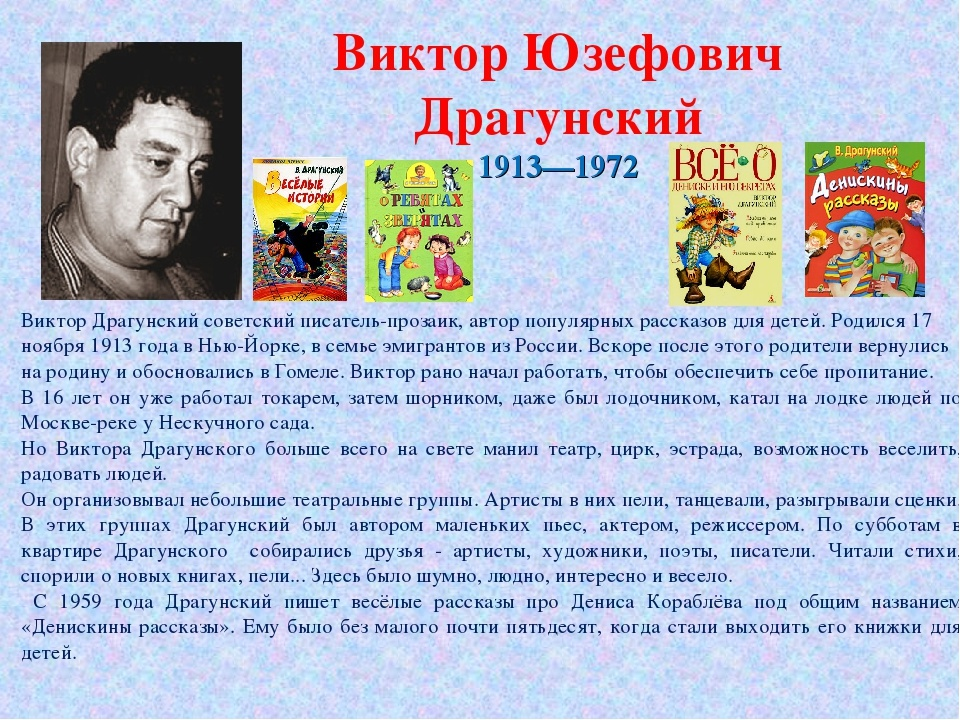 Виктор Юзефович
Драгунский
1913—1972
В. ДРАГУНСКИЙ
ВЕСЁЛЫЕ
ИСТОРИИ
О РЕБЯТАХ
И
ЗВЕРЯТАХ
ВСЁ О
ДЕНИСКЕ И ЕГО СЕКРЕТАХ
ВИКТОР
ДРАГУНСКИЙ
В. Драгунский
Денискины
рассказы
Виктор Драгунский советский писатель-прозаик, автор популярных рассказов для детей. Родился 17
ноября 1913 года в Нью-Йорке, в семье эмигрантов из России. Вскоре после этого родители вернулись
на родину и обосновались в Гомеле. Виктор рано начал работать, чтобы обеспечить себе пропитание.
В 16 лет он уже работал токарем, затем шорником, даже был лодочником, катал на лодке людей по
Москве-реке у Нескучного сада.
Но Виктора Драгунского больше всего на свете манил театр, цирк, эстрада, возможность веселить,
радовать людей.
Он организовывал небольшие театральные группы. Артисты в них пели, танцевали, разыгрывали сценки.
В этих группах Драгунский был автором маленьких пьес, актером, режиссером. По субботам в
квартире Драгунского собирались друзья - артисты, художники, поэты, писатели. Читали стихи,
спорили о новых книгах, пели... Здесь было шумно, людно, интересно и весело.
С 1959 года Драгунский пишет весёлые рассказы про Дениса Кораблёва под общим названием
«Денискины рассказы». Ему было без малого почти пятьдесят, когда стали выходить его книжки для
детей.